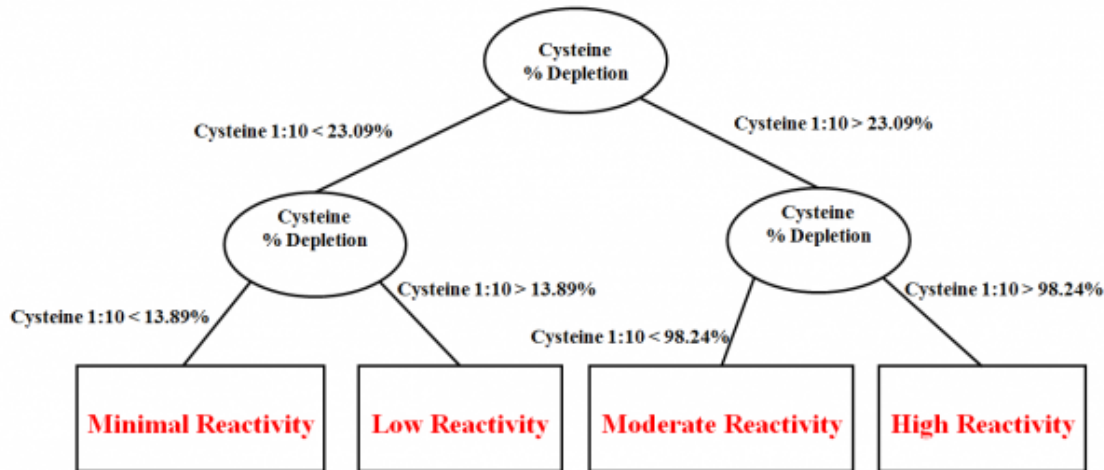 Cysteine
% Depletion
Cysteine 1:10 < 23.09%
Cysteine 1:10 > 23.09%
Cysteine
% Depletion
Cysteine
% Depletion
Cysteine 1:10 < 13.89%
Cysteine 1:10 > 13.89%
Cysteine 1:10 < 98.24%
Cysteine 1:10 > 98.24%
Minimal Reactivity
Low Reactivity
Moderate Reactivity
High Reactivity